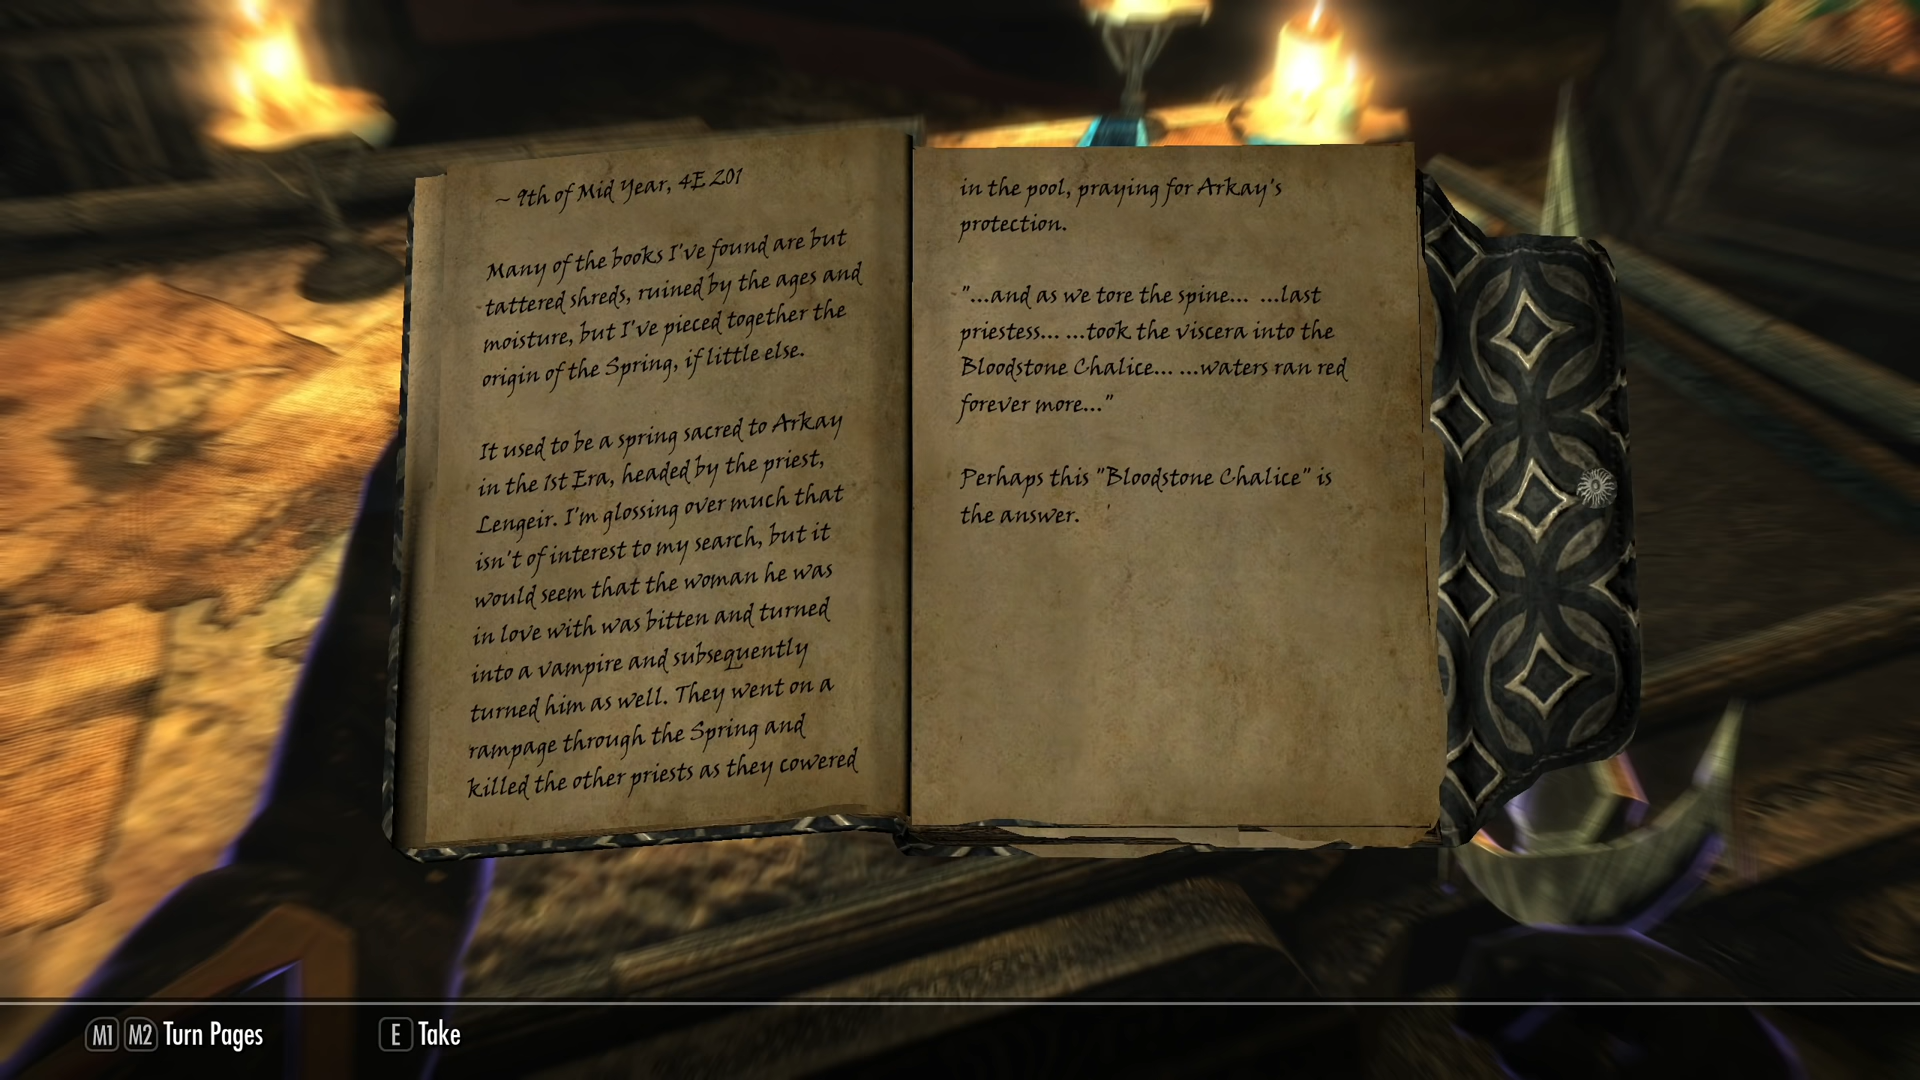 ~ 9th of Mid Year, 4E 201
Many of the books I've found are but
tattered shreds, ruined by the ages and
moisture, but I've pieced together the
origin of the Spring, if little else.
It used to be a spring sacred to Arkay
in the 1st Era, headed by the priest,
Lengeir. I'm glossing over much that
isn't of interest to my search, but it
would seem that the woman he was
in love with was bitten and turned
into a vampire and subsequently
turned him as well. They went on a
rampage through the Spring and
killed the other priests as they cowered
in the pool, praying for Arkay's
protection.
"...and as we tore the spine... ...last
priestess... ...took the viscera into the
Bloodstone Chalice... ...waters ran red
forever more..."
Perhaps this "Bloodstone Chalice" is
the answer.
M1 M2 Turn Pages
E Take